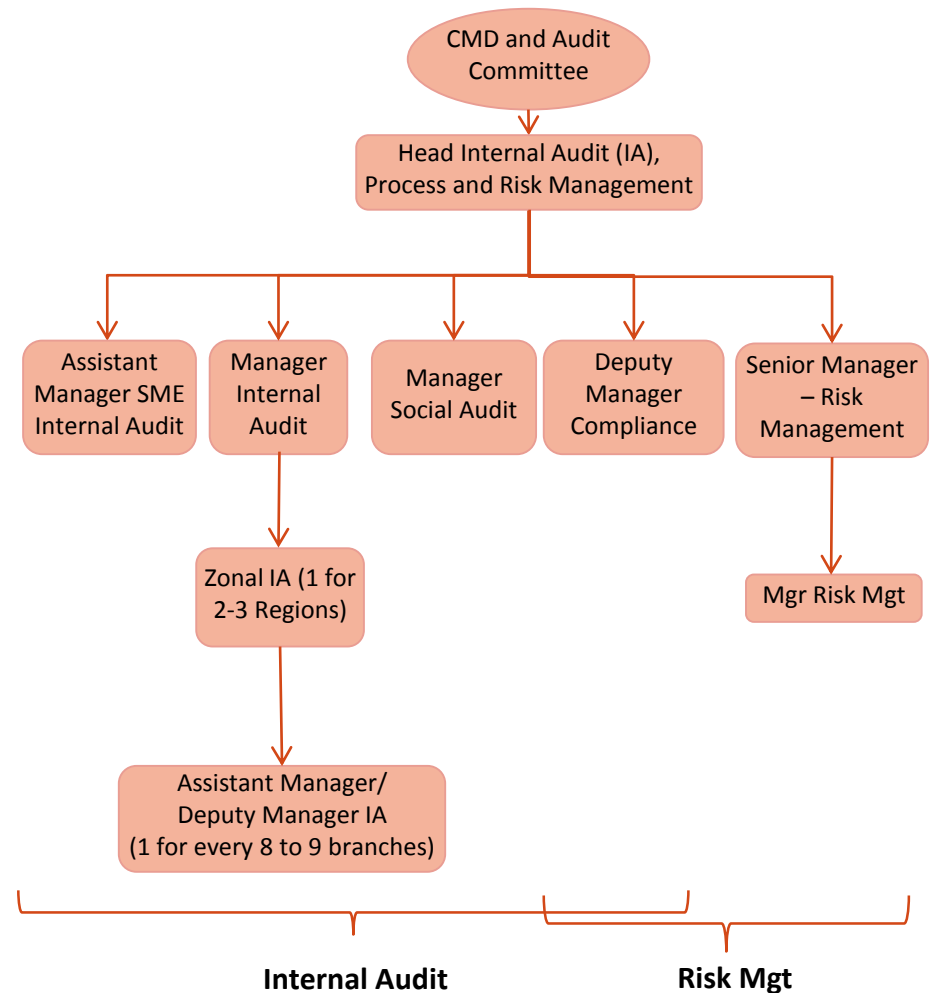 CMD and Audit
Committee
Head Internal Audit (IA),
Process and Risk Management
Assistant
Manager SME
Internal Audit
Manager
Internal
Audit
Manager
Social Audit
Deputy
Manager
Compliance
Senior Manager
– Risk
Management
Zonal IA (1 for
2-3 Regions)
Mgr Risk Mgt
Assistant Manager/
Deputy Manager IA
(1 for every 8 to 9 branches)
Internal Audit
Risk Mgt